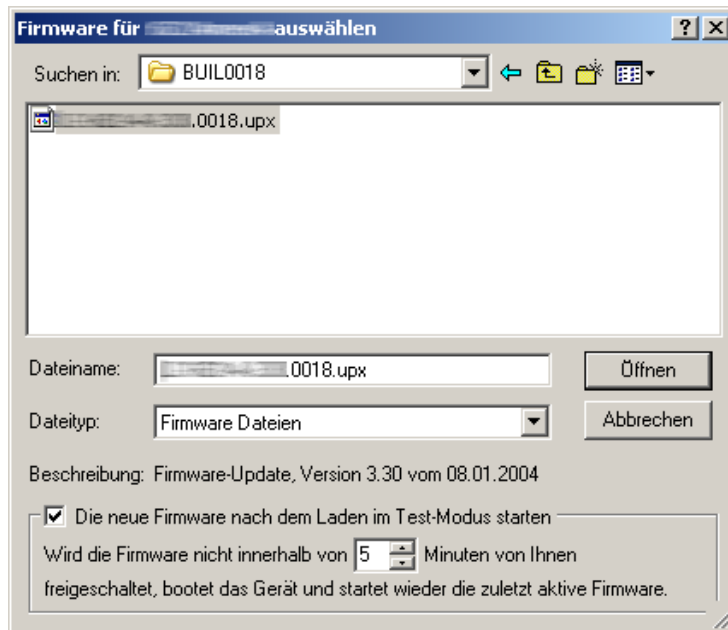 Firmware für auswählen
Suchen in: BUIL0018
.0018.upx
Dateiname: .0018.upx Öffnen
Dateityp: Firmware Dateien Abbrechen
Beschreibung: Firmware-Update, Version 3.30 vom 08.01.2004
Die neue Firmware nach dem Laden im Test-Modus starten
Wird die Firmware nicht innerhalb von 5 Minuten von Ihnen
freigeschaltet, bootet das Gerät und startet wieder die zuletzt aktive Firmware.